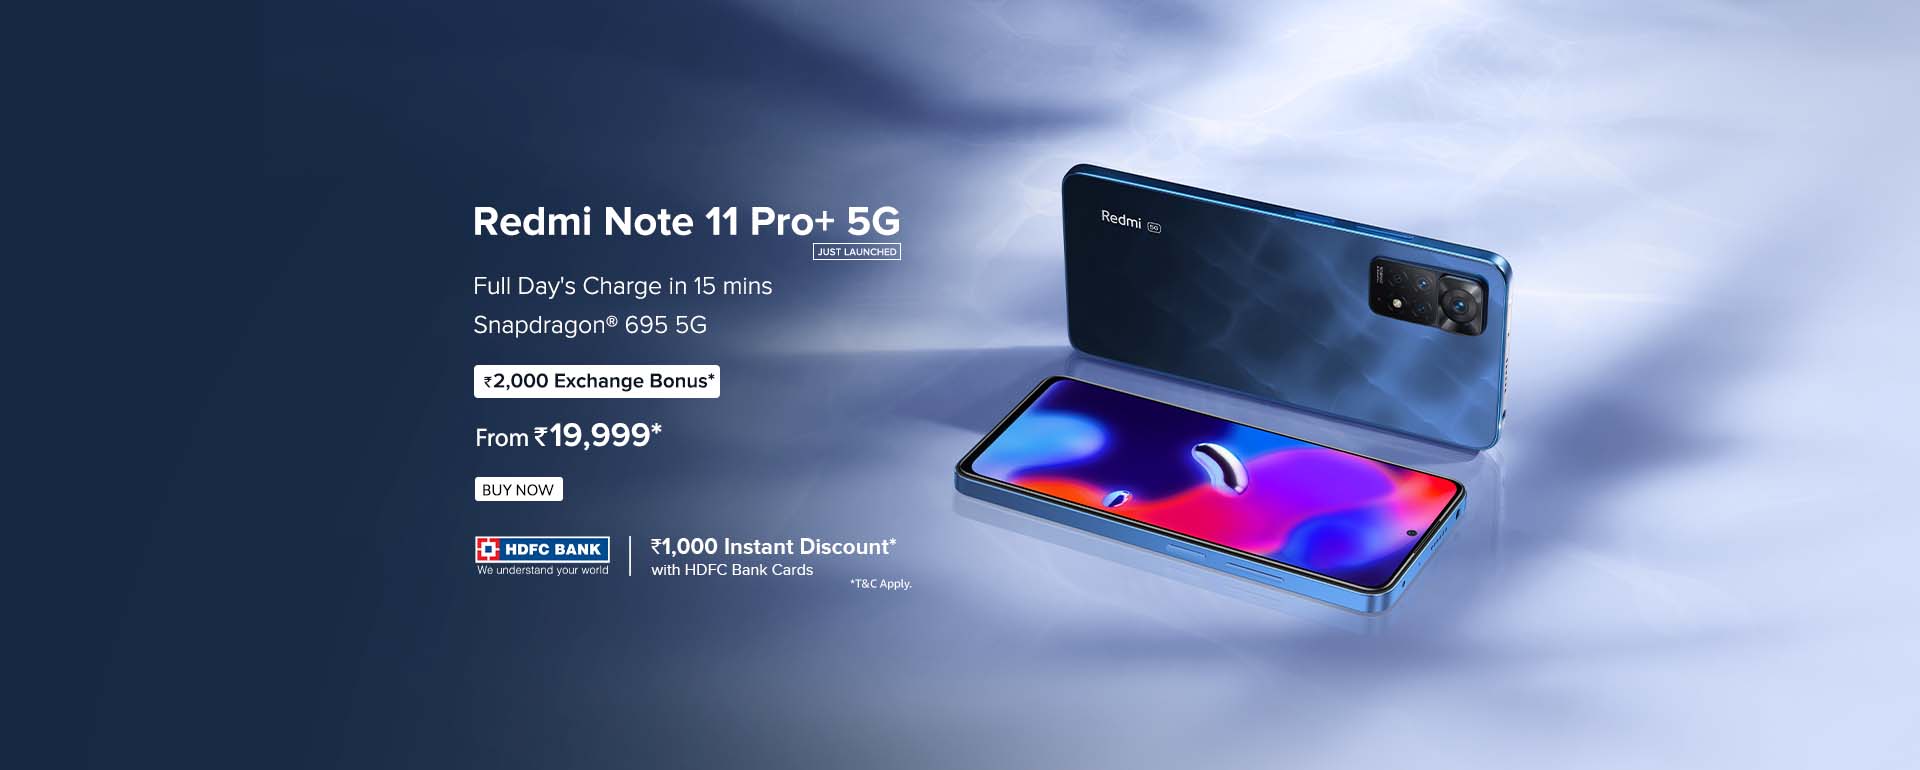 Redmi Note 11 Pro+ 5G
JUST LAUNCHED
Full Day's Charge in 15 mins
Snapdragon® 695 5G
₹2,000 Exchange Bonus*
From ₹19,999*
BUY NOW
HDFC BANK
We understand your world
₹1,000 Instant Discount*
with HDFC Bank Cards
*T&C Apply.
Redmi 5G